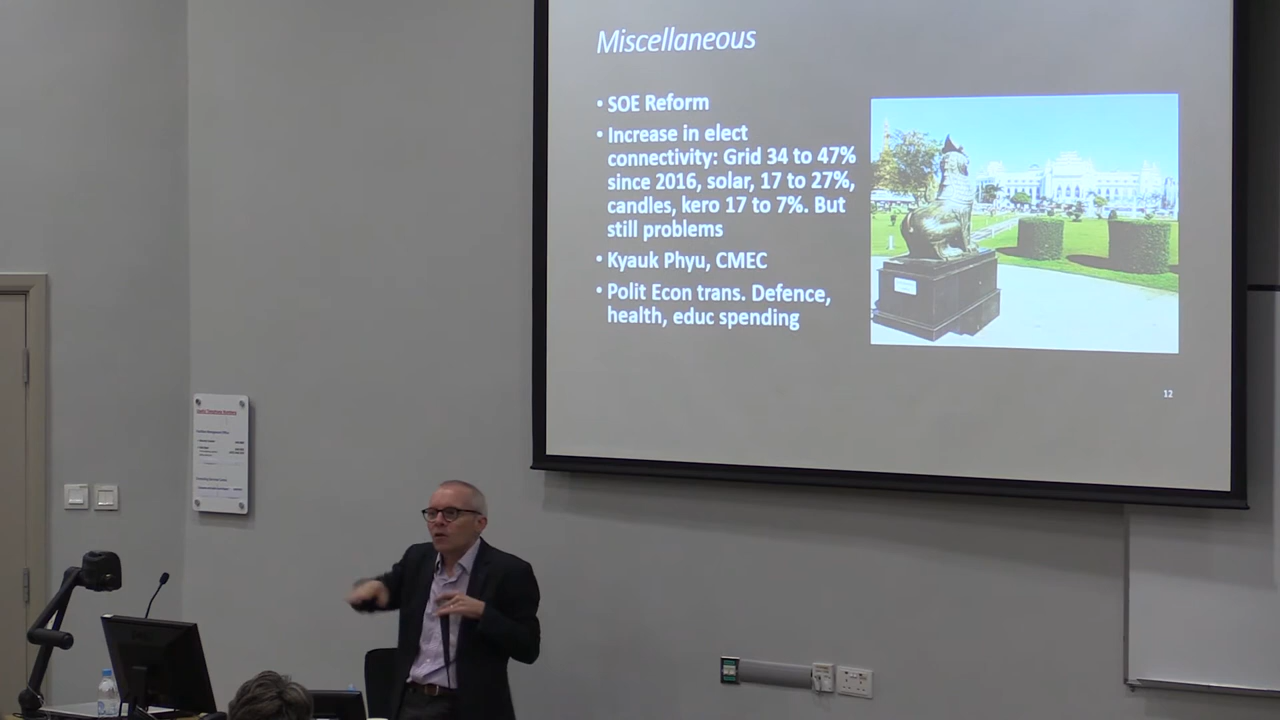 Miscellaneous
• SOE Reform
• Increase in elect
connectivity: Grid 34 to 47%
since 2016, solar, 17 to 27%,
candles, kero 17 to 7%. But
still problems
• Kyauk Phyu, CMEC
• Polit Econ trans. Defence,
health, educ spending
12